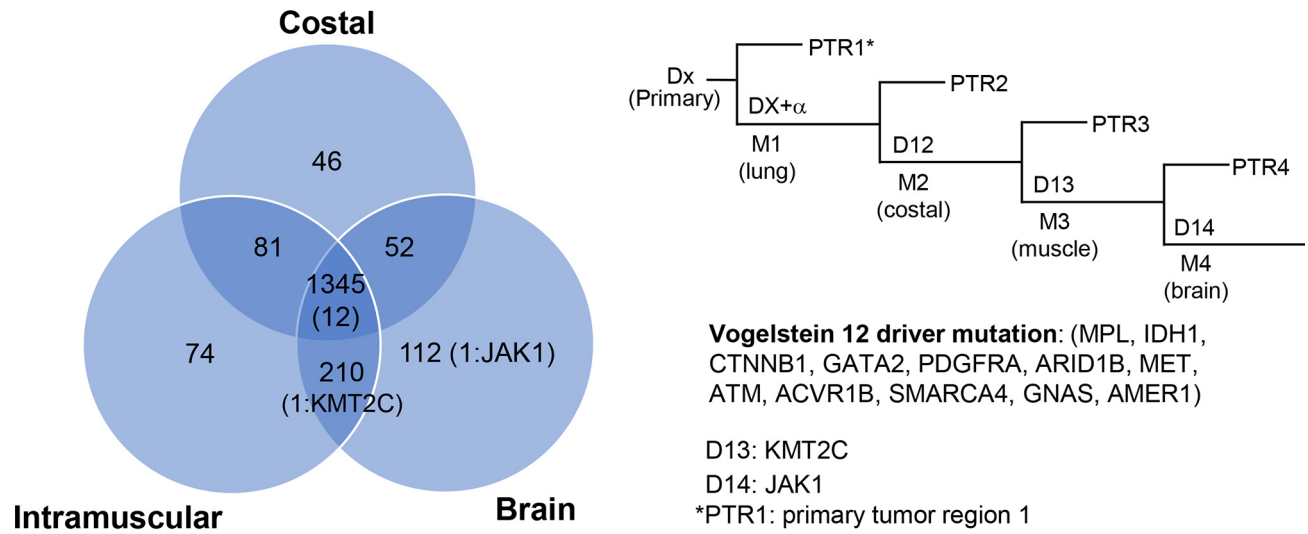 Costal
46
81
52
1345
(12)
74
112 (1:JAK1)
210
(1:KMT2C)
Intramuscular
Brain
PTR1*
Dx
(Primary)
DX+α
M1
(lung)
PTR2
D12
M2
(costal)
PTR3
D13
M3
(muscle)
PTR4
D14
M4
(brain)
Vogelstein 12 driver mutation: (MPL, IDH1,
CTNNB1, GATA2, PDGFRA, ARID1B, MET,
ATM, ACVR1B, SMARCA4, GNAS, AMER1)
D13: KMT2C
D14: JAK1
*PTR1: primary tumor region 1